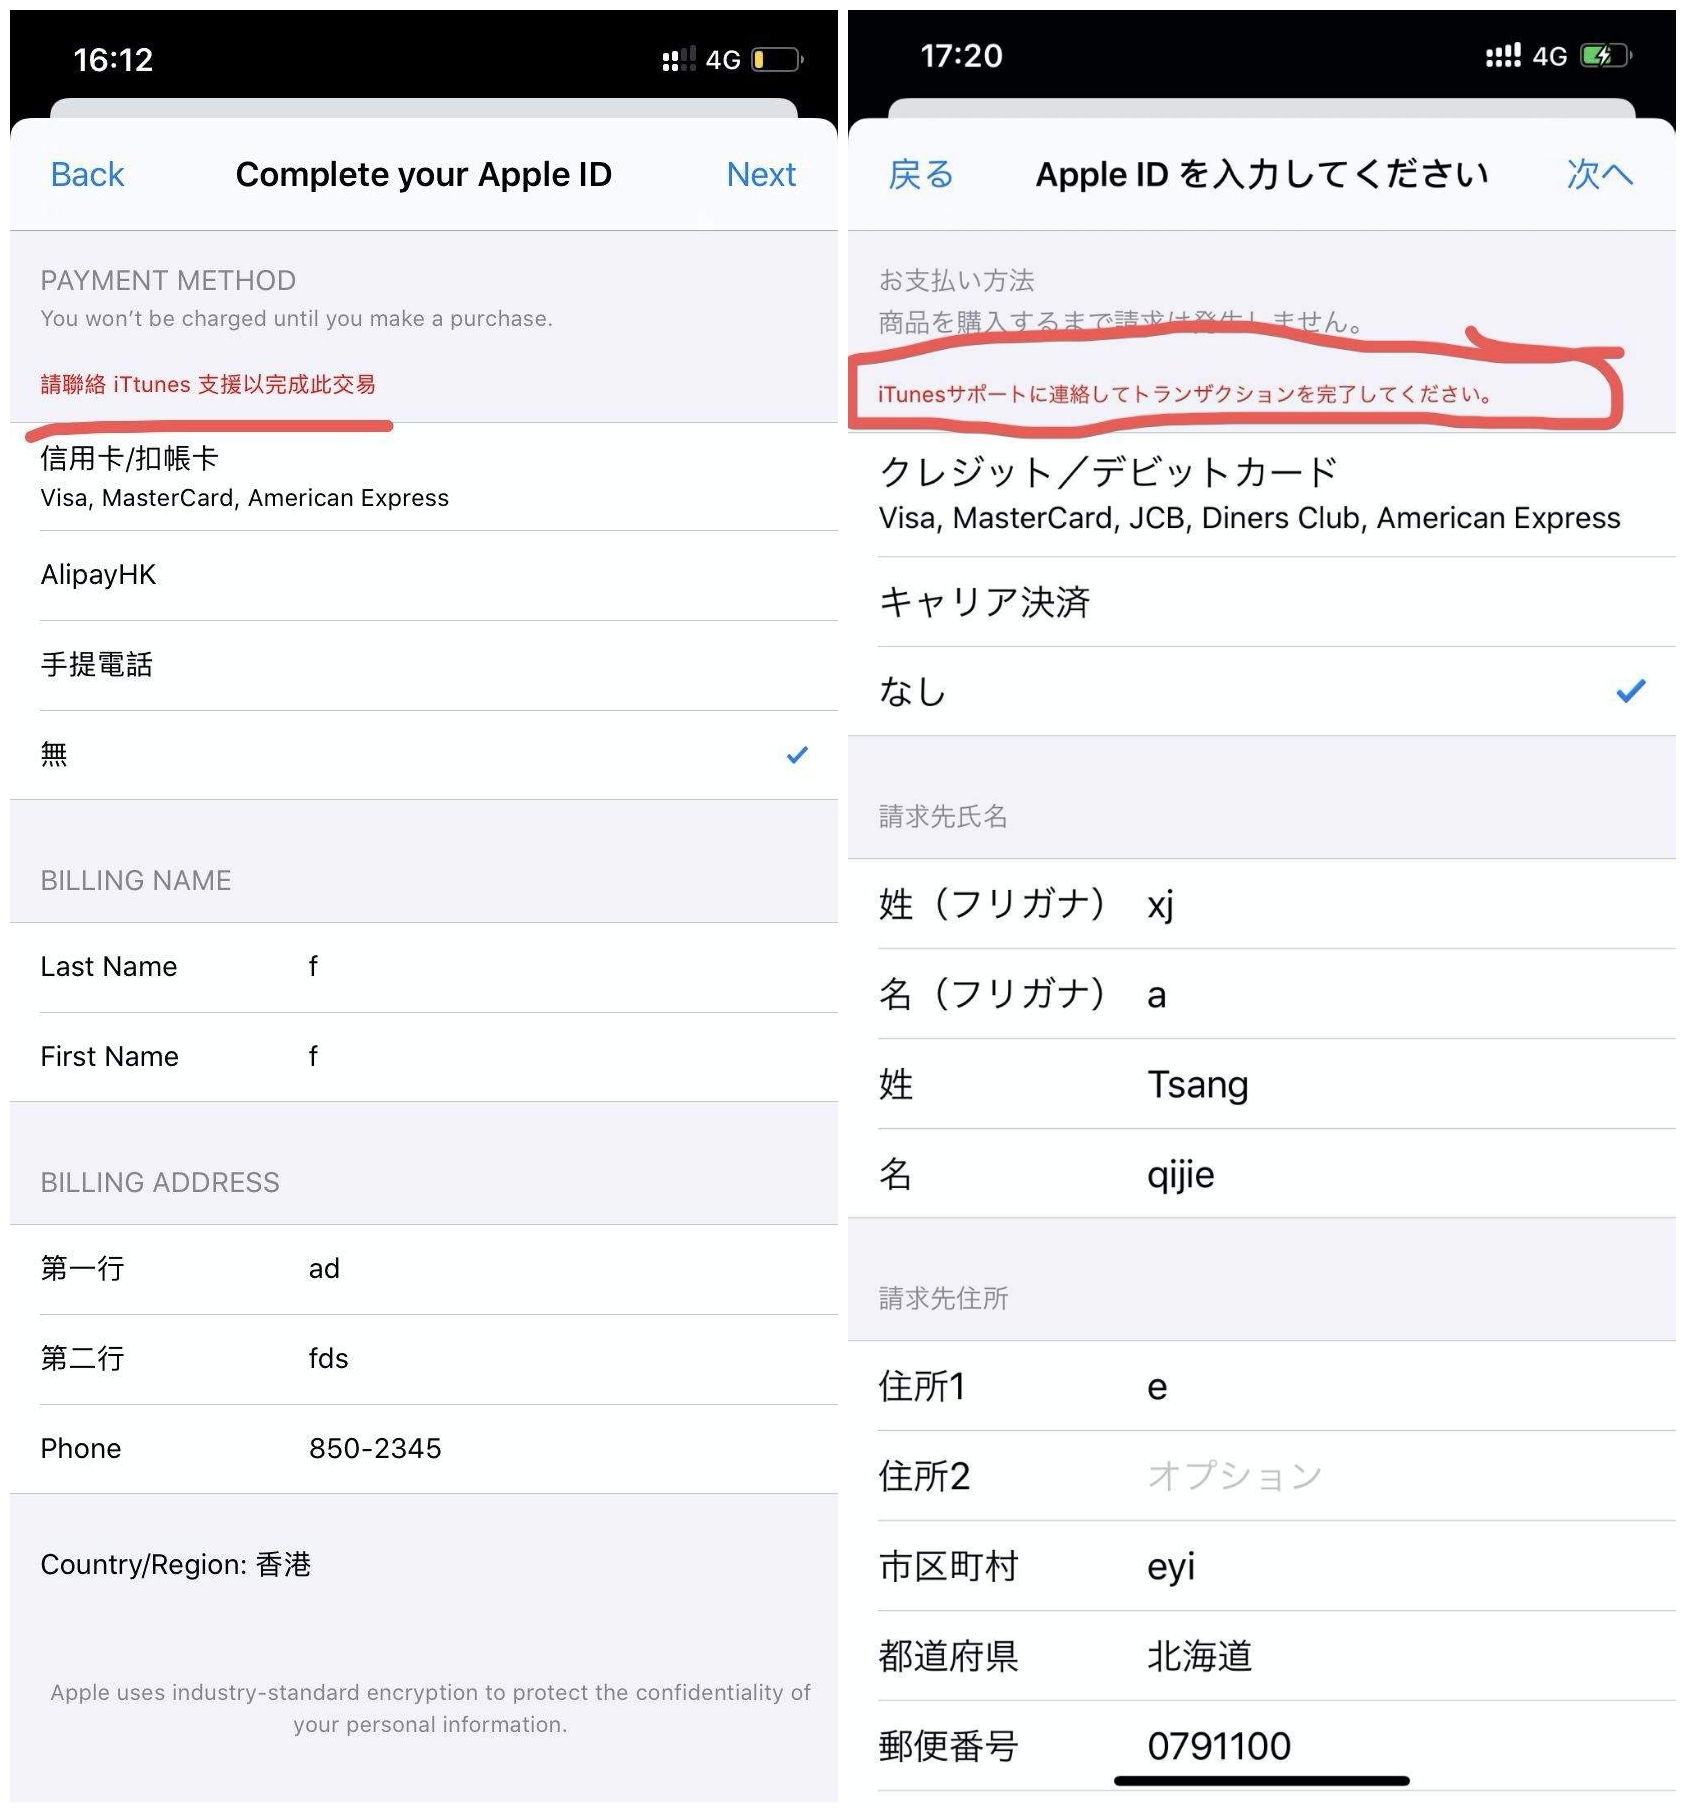 16:12
4G
Back
Complete your Apple ID
Next
PAYMENT METHOD
You won't be charged until you make a purchase.
請聯絡 iTtunes 支援以完成此交易
信用卡/扣帳卡
Visa, MasterCard, American Express
AlipayHK
手提電話
無
BILLING NAME
Last Name f
First Name f
BILLING ADDRESS
第一行 ad
第二行 fds
Phone 850-2345
Country/Region: 香港
Apple uses industry-standard encryption to protect the confidentiality of
your personal information.
17:20
4G
戻る
Apple ID を入力してください
次へ
お支払い方法
商品を購入するまで請求は発生しません。
iTunesサポートに連絡してトランザクションを完了してください。
クレジット／デビットカード
Visa, MasterCard, JCB, Diners Club, American Express
キャリア決済
なし
請求先氏名
姓（フリガナ） xj
名（フリガナ） a
姓 Tsang
名 qijie
請求先住所
住所1 e
住所2 オプション
市区町村 eyi
都道府県 北海道
郵便番号 0791100